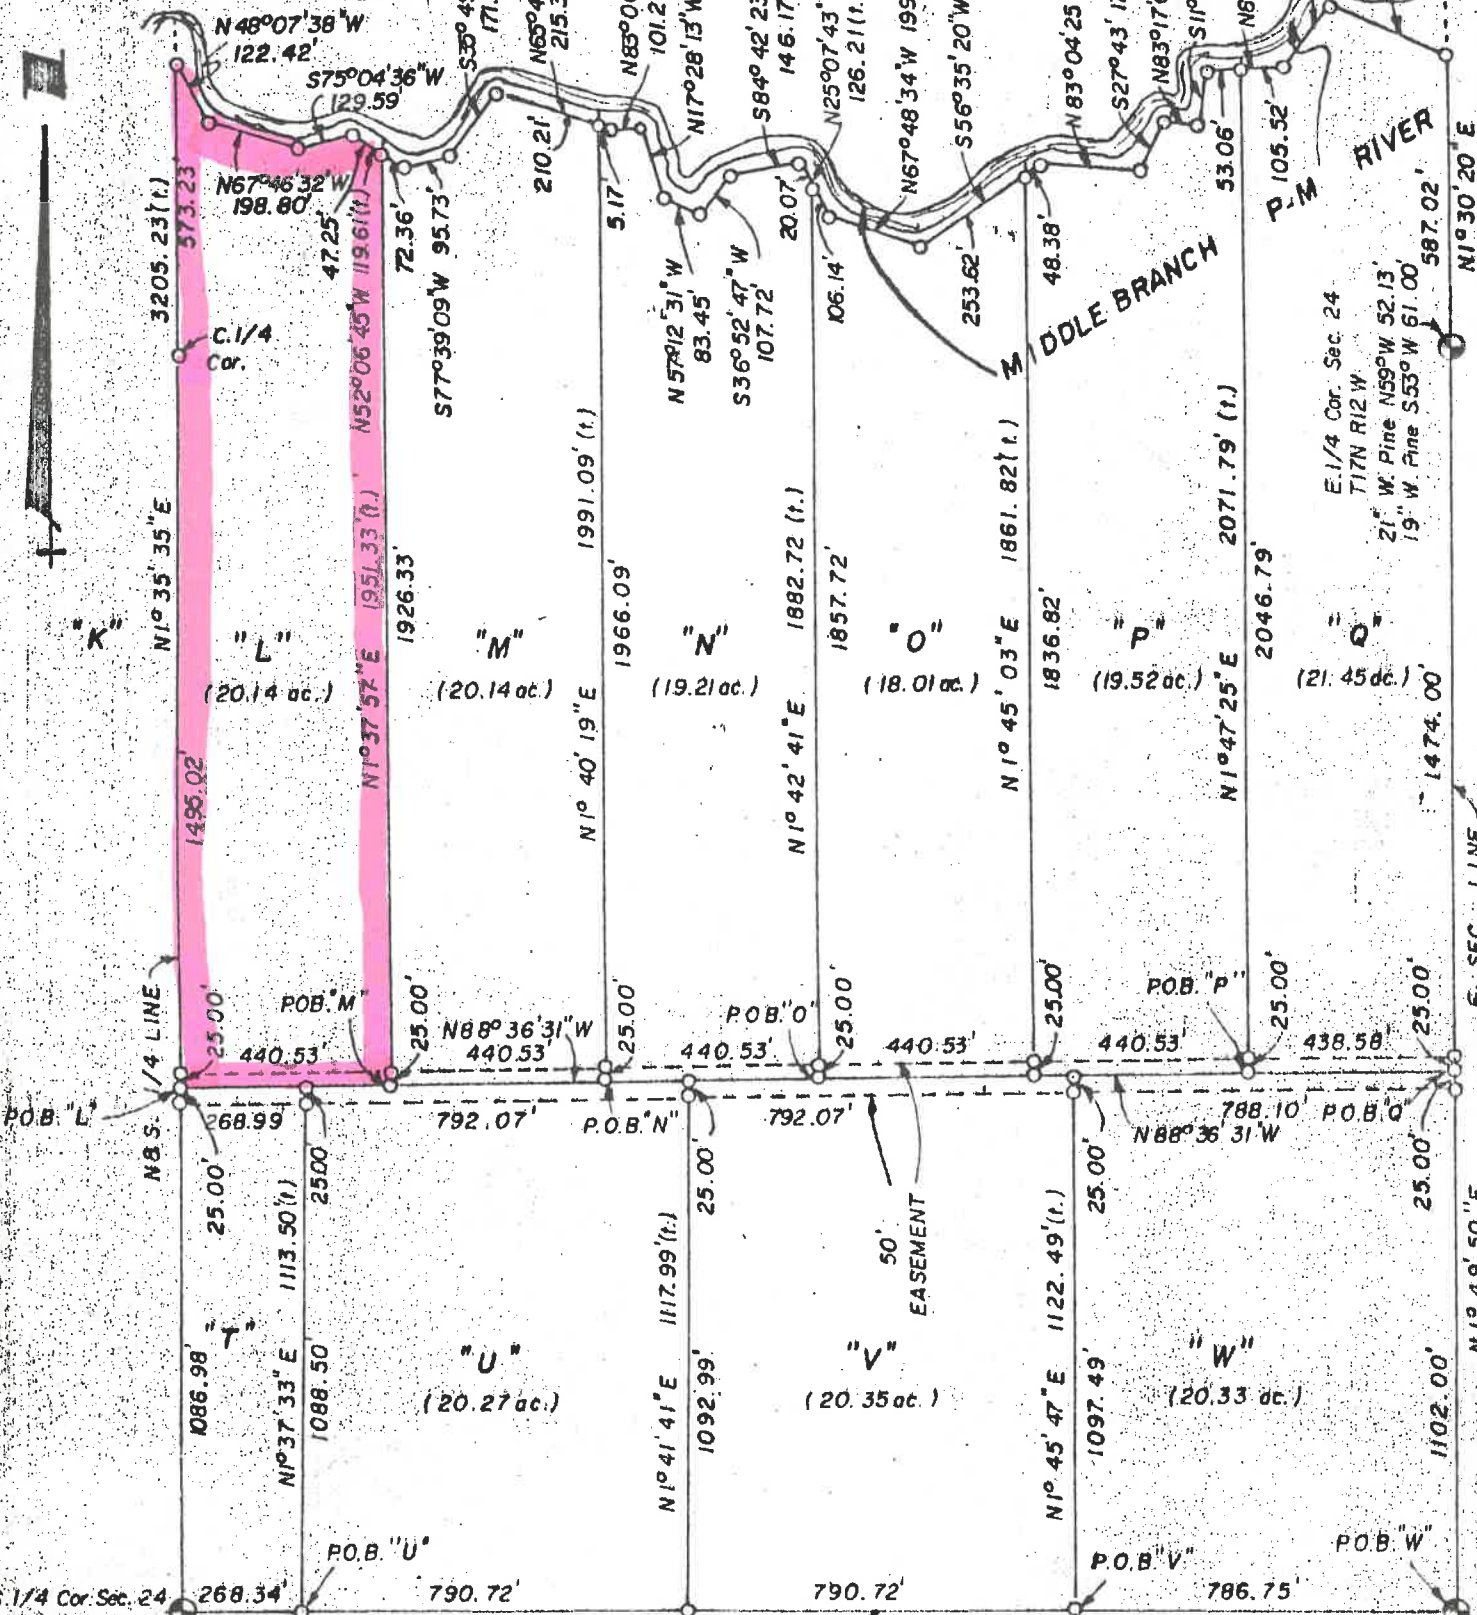 N48°07'38"W
122.42'
S75°04'36"W
129.59'
N67°46'32"W
198.80'
3205.23'(t.)
573.23'
47.25'
N52°06'45"W 119.61'(t.)
72.36'
S77°39'09"W 95.73'
210.21'
5.17
N17°28'13"W
N57°12'31"W
83.45'
S36°52'47"W
107.72'
S84°42'23
146.17
20.07'
N25°07'43"
126.21(t.
106.14'
N67°48'34"W 199
S56°35'20"W
253.62'
48.38'
N83°04'25
S27°43'
N83°17'
53.06'
105.52'
P-M RIVER
MIDDLE BRANCH
587.02'
N1°30'20"E
E.1/4 Cor. Sec. 24
T17N R12W
21" W. Pine N59°W 52.13'
19" W. Pine S53°W 61.00'
C.1/4
Cor.
N1°35'35"E
1495.02'
N1°37'57"E 1951.33'(t.)
1926.33'
N1°40'19"E 1991.09'(t.)
1966.09'
N1°42'41"E 1882.72(t.)
1857.72'
N1°45'03"E 1861.82'(t.)
1836.82'
N1°47'25"E 2071.79'(t.)
2046.79'
1474.00'
"K"
"L"
(20.14 ac.)
"M"
(20.14 ac.)
"N"
(19.21 ac.)
"O"
(18.01 ac.)
"P"
(19.52 ac.)
"Q"
(21.45 ac.)
E. SEC. LINE
N&S. 1/4 LINE
25.00'
P.O.B. "M"
25.00'
N88°36'31"W
25.00'
P.O.B. "O"
25.00'
25.00'
P.O.B. "P"
25.00'
25.00'
440.53'
440.53'
440.53'
440.53'
440.53'
438.58'
P.O.B. "L"
268.99'
792.07'
P.O.B. "N"
792.07'
788.10'
P.O.B. "Q"
N88°36'31"W
25.00'
25.00'
25.00'
25.00'
25.00'
50'
EASEMENT
1086.98'
N1°37'33"E 1113.50'(t)
1088.50'
N1°41'41"E 1117.99'(t.)
1092.99'
N1°45'47"E 1122.49'(t.)
1097.49'
1102.00'
"T"
"U"
(20.27 ac.)
"V"
(20.35 ac.)
"W"
(20.33 ac.)
P.O.B. "U"
P.O.B "V"
P.O.B. "W"
1/4 Cor. Sec. 24
268.34'
790.72'
790.72'
786.75'